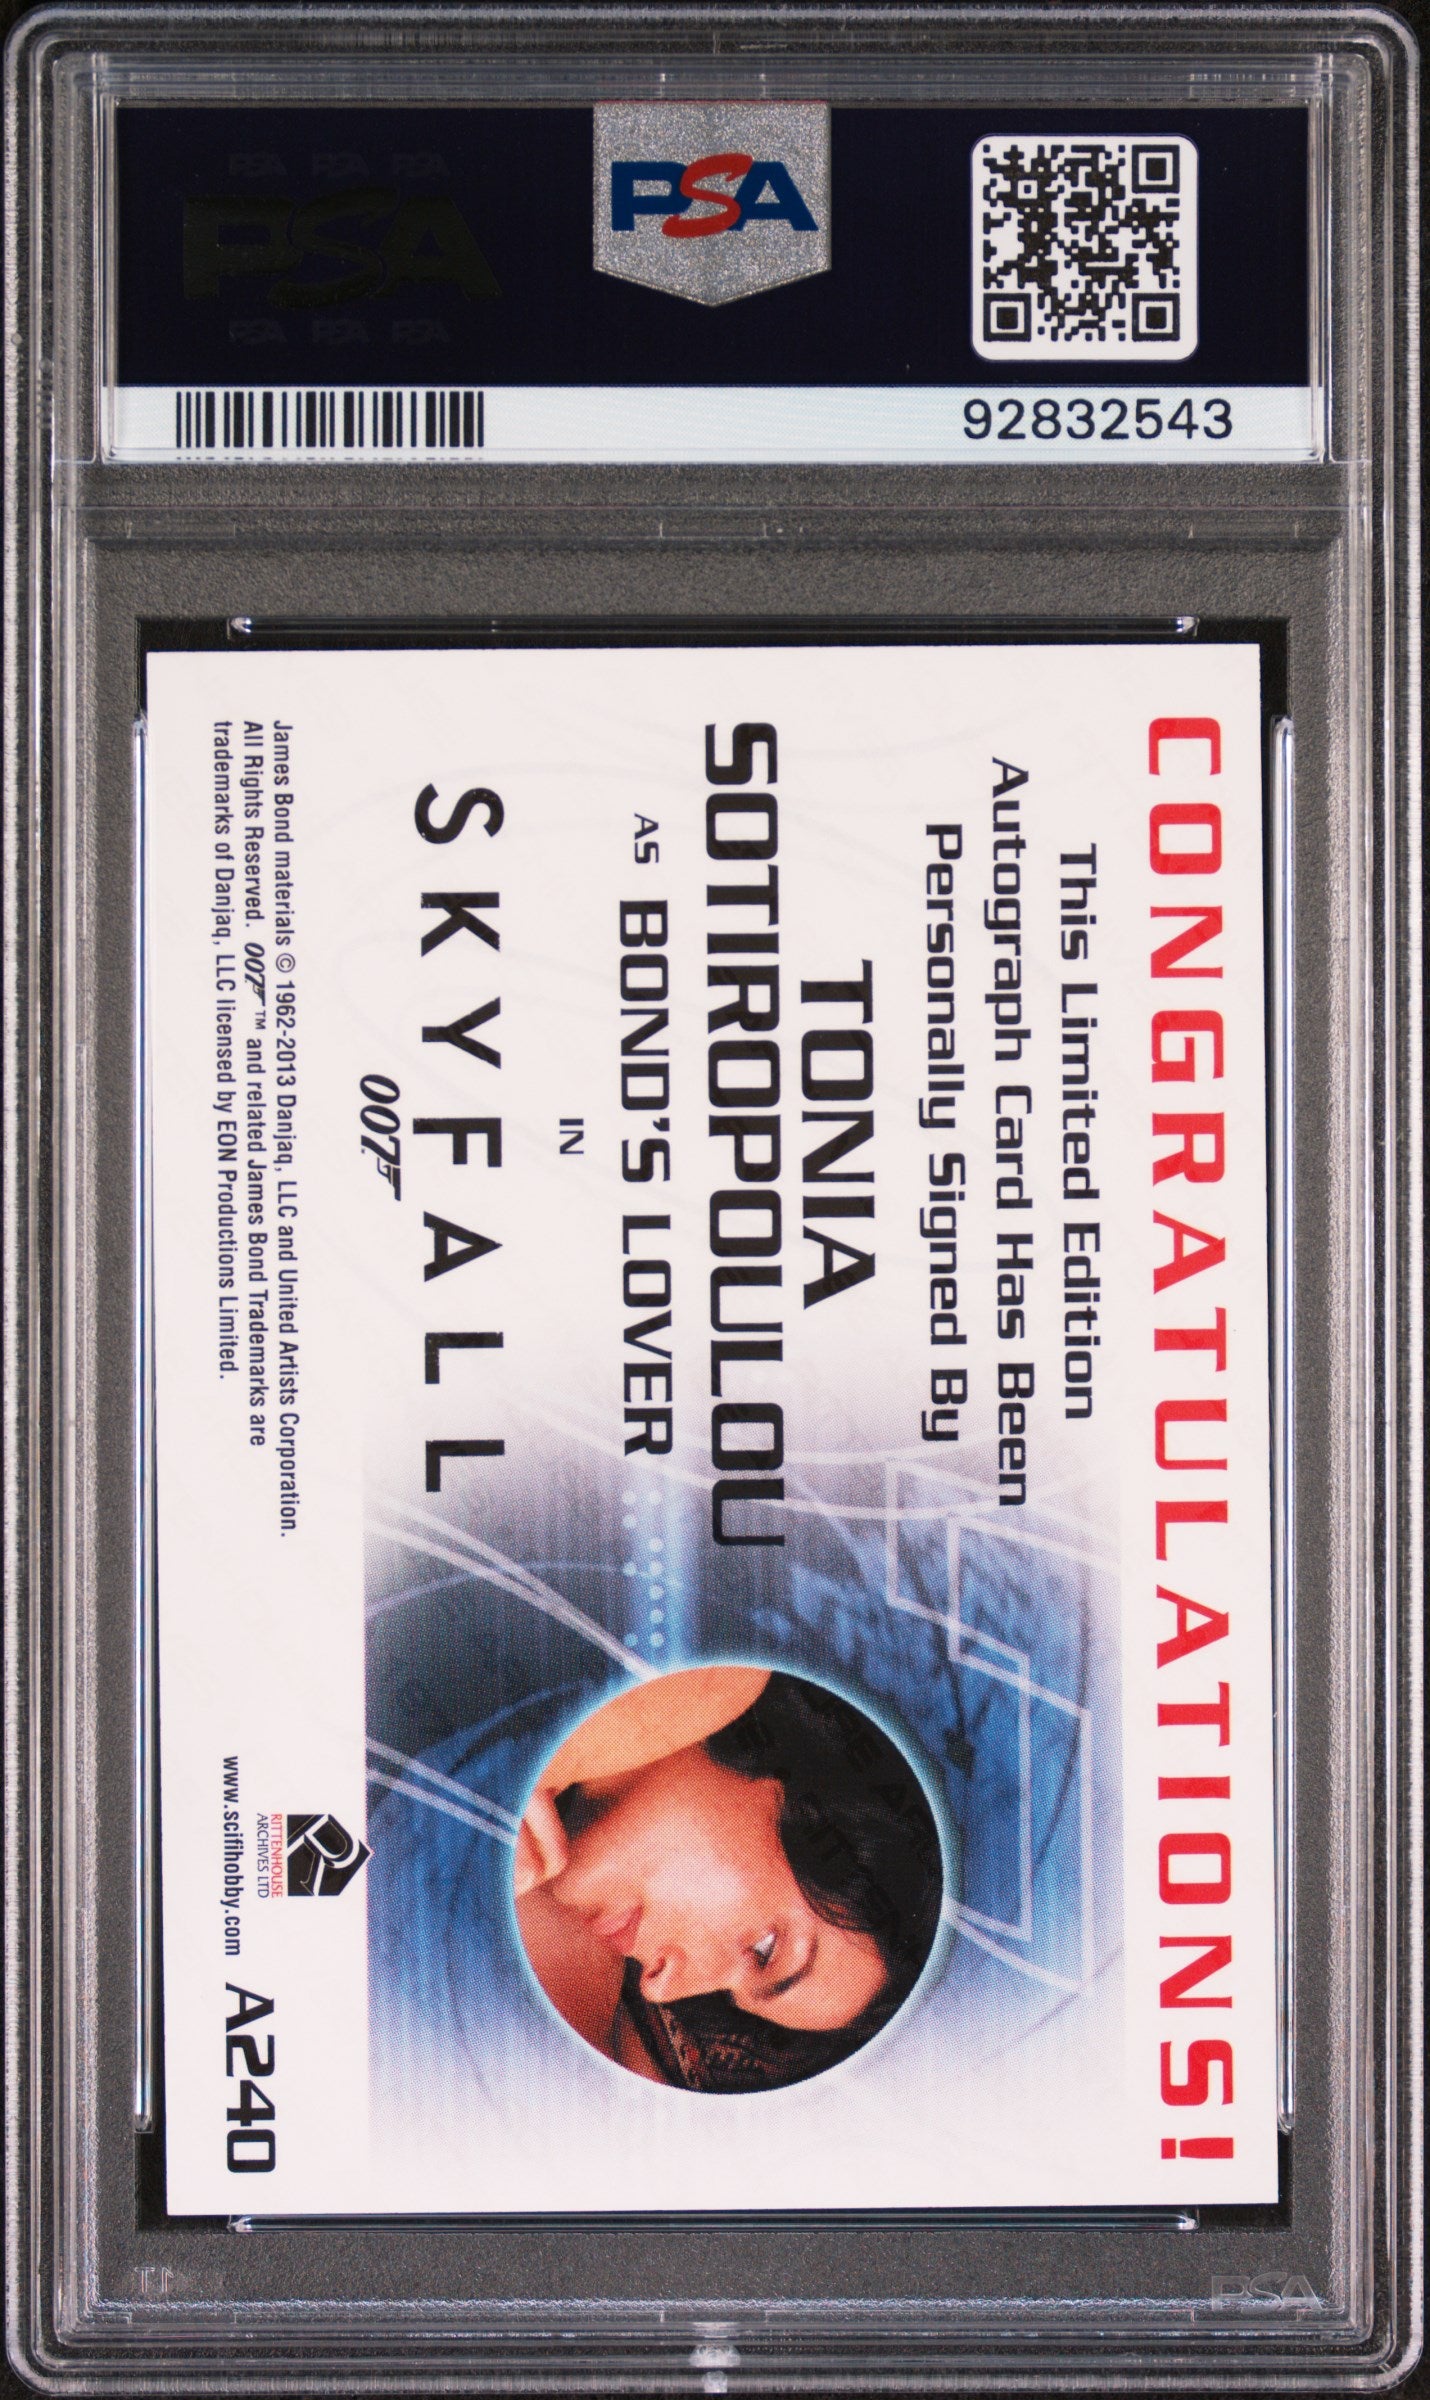 PSA
92832543
CONGRATULATIONS!
This Limited Edition
Autograph Card Has Been
Personally Signed By
TONIA
SOTIROPOULOU
AS BOND'S LOVER
IN
SKYFALL
007
James Bond materials © 1962-2013 Danjaq, LLC and United Artists Corporation.
All Rights Reserved. 007™ and related James Bond Trademarks are
trademarks of Danjaq, LLC licensed by EON Productions Limited.
RITTENHOUSE
ARCHIVES LTD
www.scifihobby.com A240
PSA